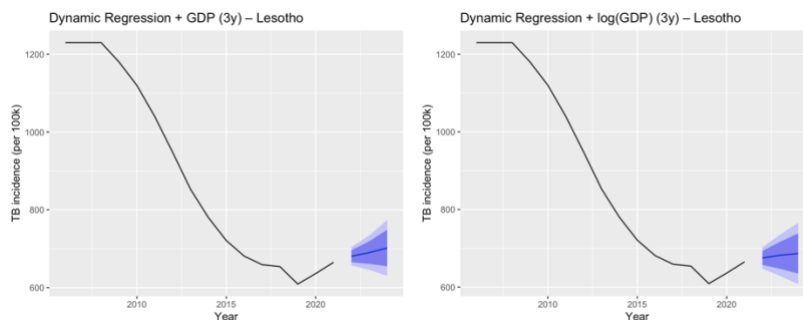 Dynamic Regression + GDP (3y) – Lesotho
TB incidence (per 100k)
1200
1000
800
600
2010
2015
2020
Year
Dynamic Regression + log(GDP) (3y) – Lesotho
TB incidence (per 100k)
1200
1000
800
600
2010
2015
2020
Year